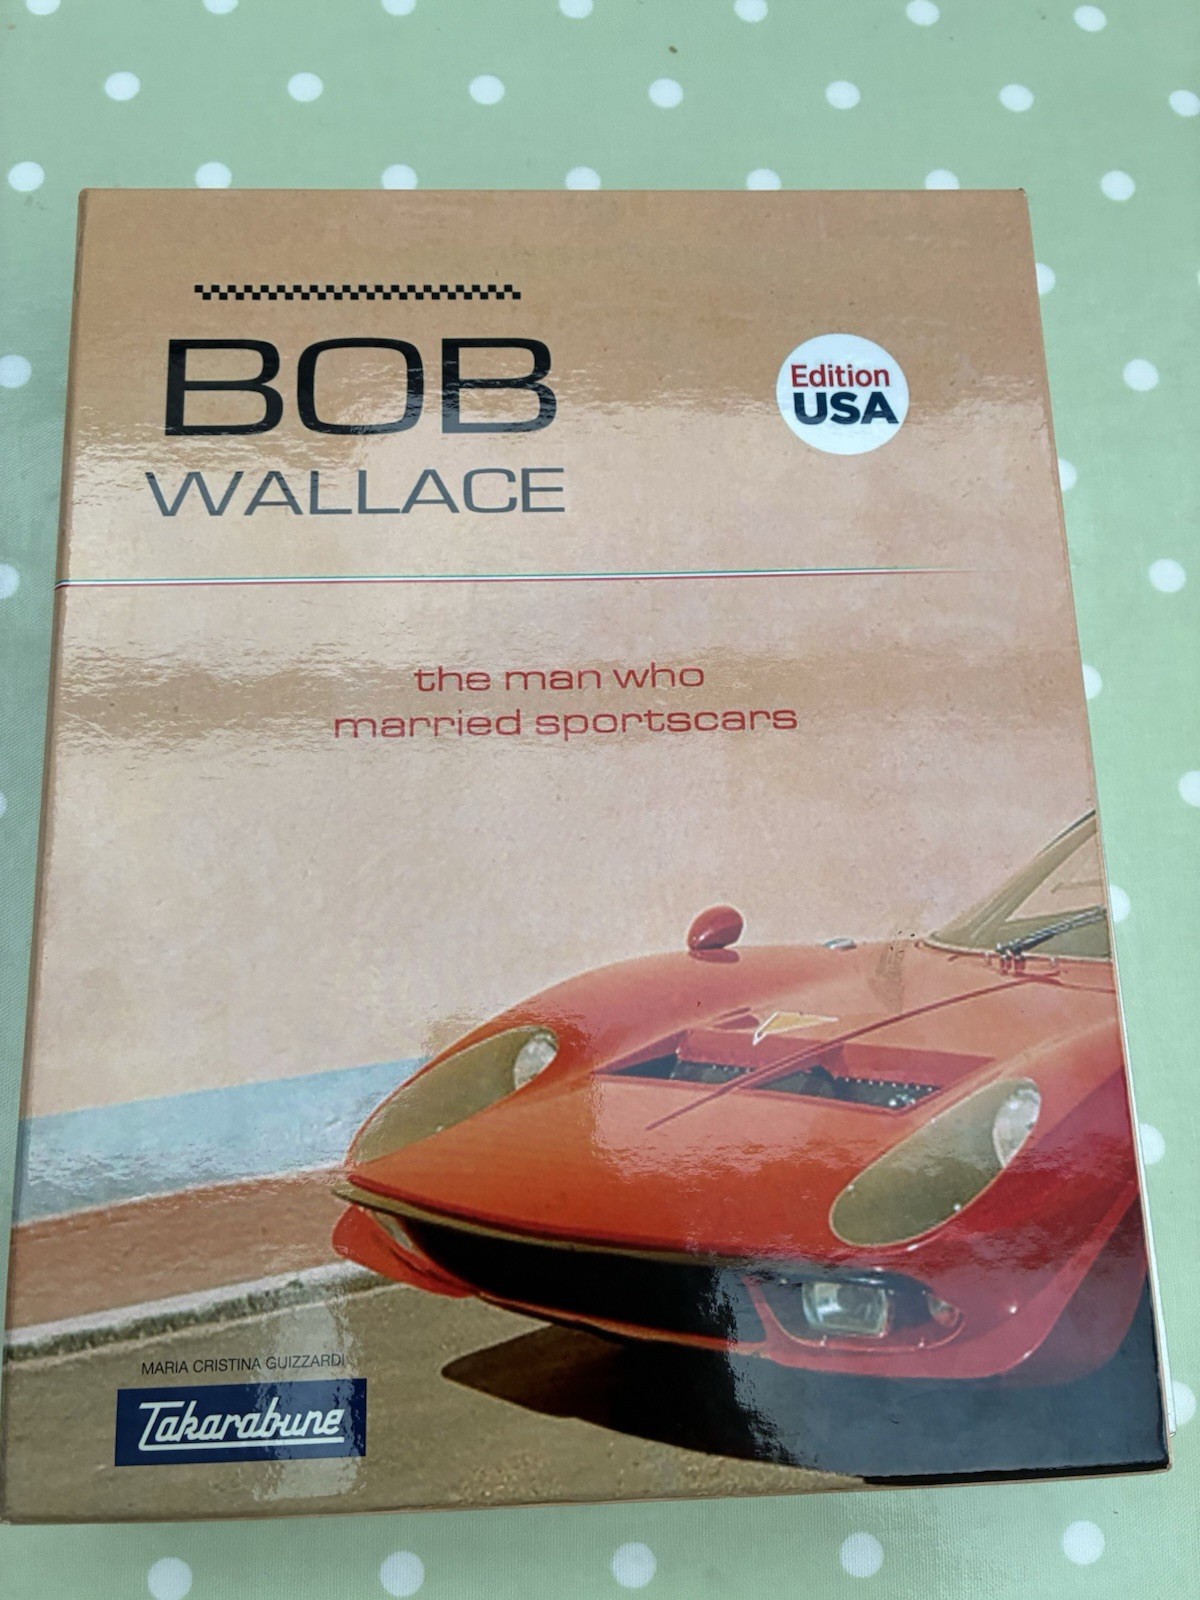 BOB
WALLACE
Edition
USA
the man who
married sportscars
MARIA CRISTINA GUIZZARDI
Takarabune